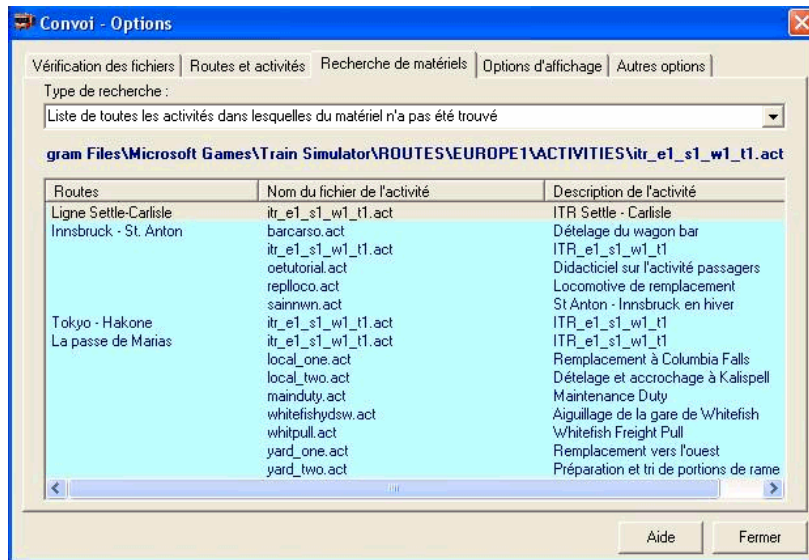 Convoi - Options
Vérification des fichiers Routes et activités Recherche de matériels Options d'affichage Autres options
Type de recherche :
Liste de toutes les activités dans lesquelles du matériel n'a pas été trouvé
gram Files\Microsoft Games\Train Simulator\ROUTES\EUROPE1\ACTIVITIES\itr_e1_s1_w1_t1.act
Routes Nom du fichier de l'activité Description de l'activité
Ligne Settle-Carlisle itr_e1_s1_w1_t1.act ITR Settle - Carlisle
Innsbruck - St. Anton barcarso.act Dételage du wagon bar
itr_e1_s1_w1_t1.act ITR_e1_s1_w1_t1
oetutorial.act Didacticiel sur l'activité passagers
replloco.act Locomotive de remplacement
sainnwn.act St Anton - Innsbruck en hiver
Tokyo - Hakone itr_e1_s1_w1_t1.act ITR_e1_s1_w1_t1
La passe de Marias itr_e1_s1_w1_t1.act ITR_e1_s1_w1_t1
local_one.act Remplacement à Columbia Falls
local_two.act Dételage et accrochage à Kalispell
mainduty.act Maintenance Duty
whitefishydsw.act Aiguillage de la gare de Whitefish
whitpull.act Whitefish Freight Pull
yard_one.act Remplacement vers l'ouest
yard_two.act Préparation et tri de portions de rame
Aide Fermer